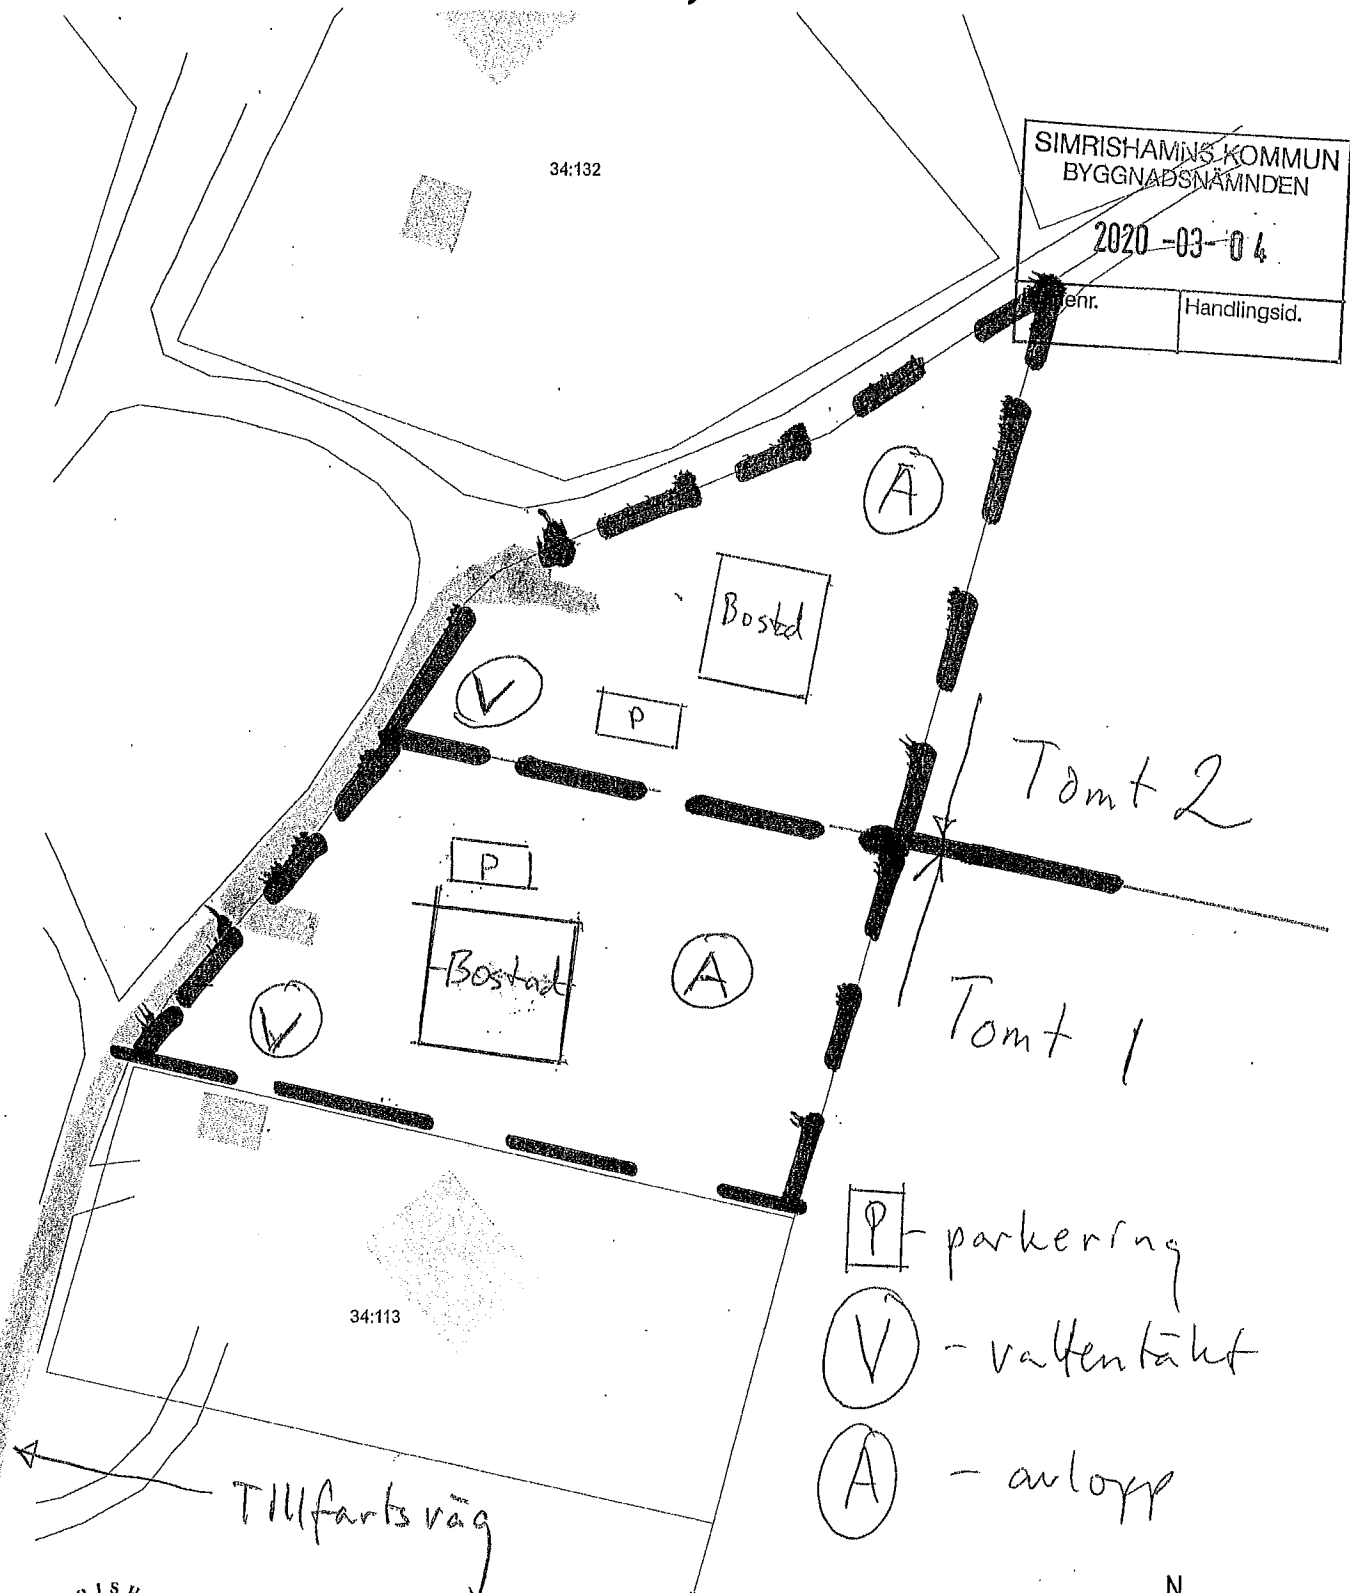 34:132
SIMRISHAMNS KOMMUN
BYGGNADSNÄMNDEN
2020 -03- 04
Handlingsid.
A
Bostad
V
P
Tomt 2
P
Bostad
A
V
Tomt 1
P - parkering
34:113
V - vattentäkt
A - avlopp
Tillfartsväg
N